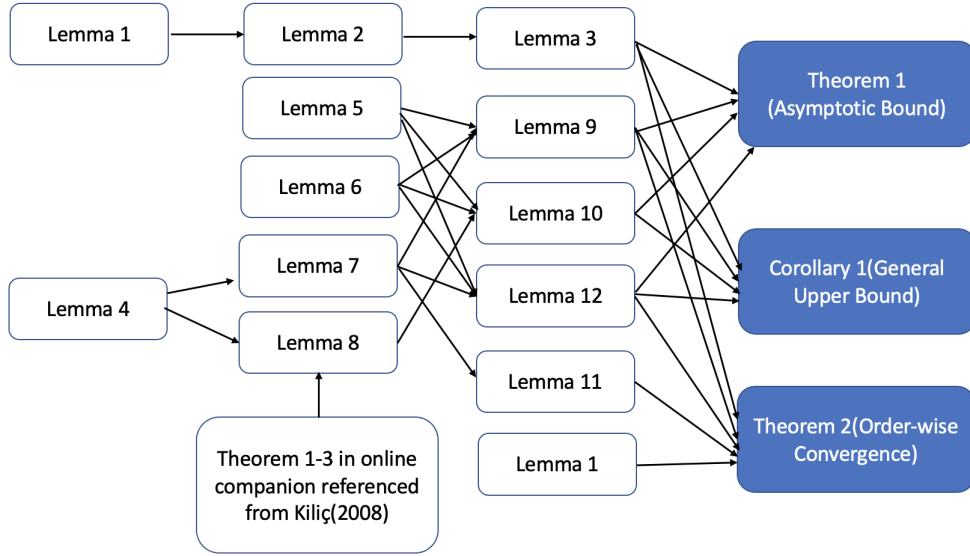 Lemma 1
Lemma 2
Lemma 3
Theorem 1
(Asymptotic Bound)
Lemma 5
Lemma 9
Lemma 6
Lemma 10
Lemma 7
Lemma 12
Corollary 1(General
Upper Bound)
Lemma 4
Lemma 8
Lemma 11
Theorem 2(Order-wise
Convergence)
Theorem 1-3 in online
companion referenced
from Kiliç(2008)
Lemma 1